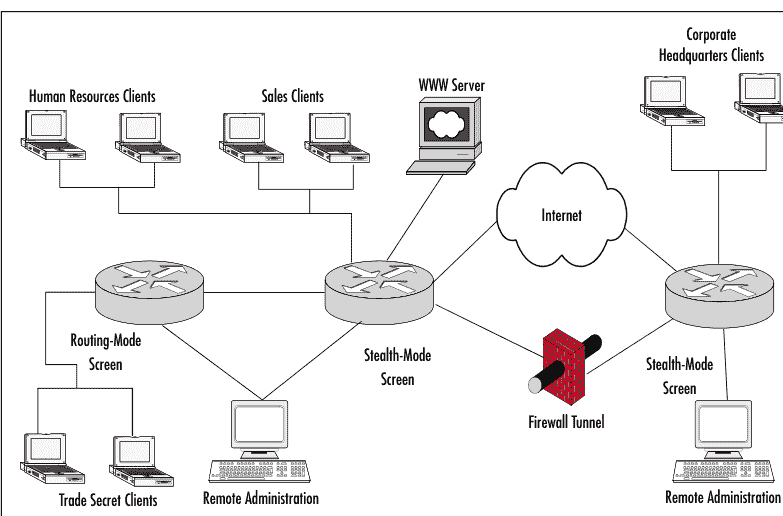 Corporate
Headquarters Clients
WWW Server
Human Resources Clients
Sales Clients
Internet
Routing-Mode
Screen
Stealth-Mode
Screen
Stealth-Mode
Screen
Firewall Tunnel
Trade Secret Clients
Remote Administration
Remote Administration